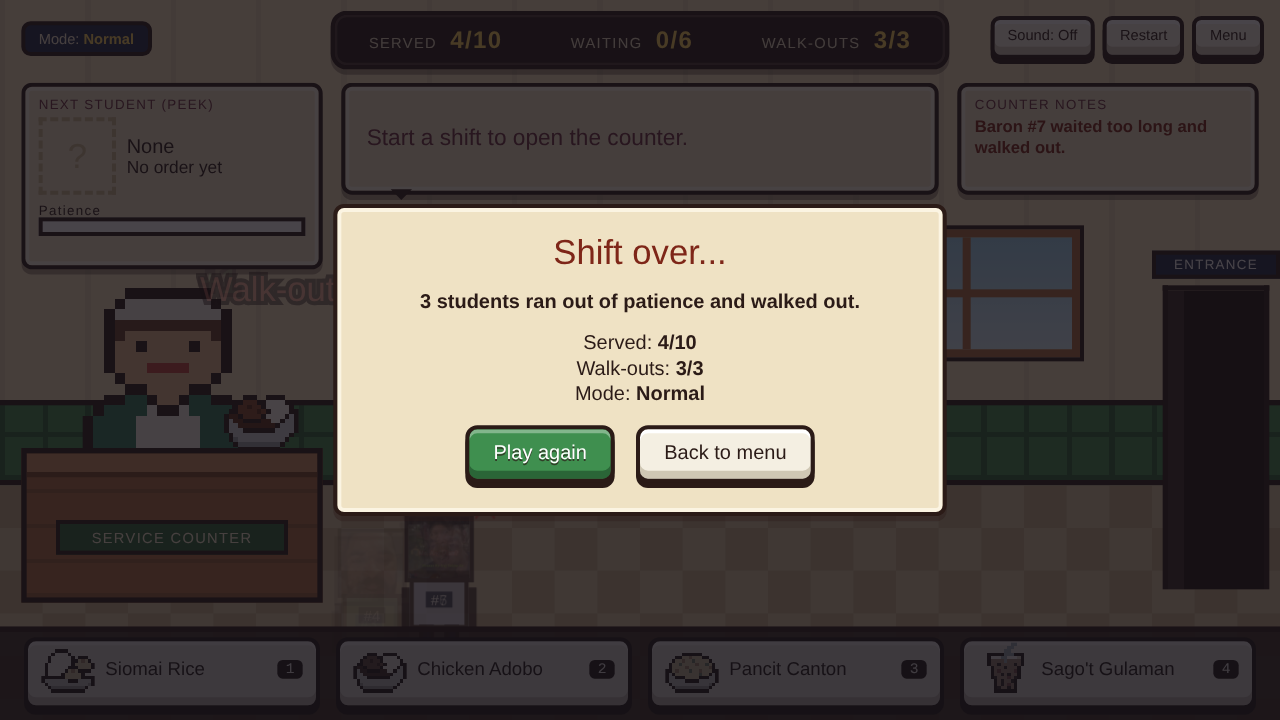 Mode: Normal
SERVED 4/10 WAITING 0/6 WALK-OUTS 3/3
Sound: Off
Restart
Menu
NEXT STUDENT (PEEK)
?
None
No order yet
Patience
Start a shift to open the counter.
COUNTER NOTES
Baron #7 waited too long and
walked out.
ENTRANCE
Shift over...
3 students ran out of patience and walked out.
Served: 4/10
Walk-outs: 3/3
Mode: Normal
Play again
Back to menu
SERVICE COUNTER
Siomai Rice 1
Chicken Adobo 2
Pancit Canton 3
Sago't Gulaman 4